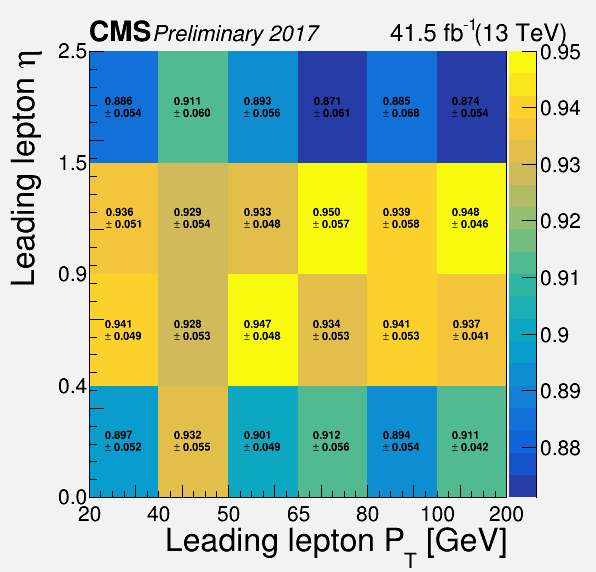 CMS Preliminary 2017 41.5 fb⁻¹(13 TeV)
Leading lepton η
2.5
1.5
0.9
0.4
0.0
0.886 0.911 0.893 0.871 0.885 0.874
± 0.054 ± 0.060 ± 0.056 ± 0.061 ± 0.068 ± 0.054
0.936 0.929 0.933 0.950 0.939 0.948
± 0.051 ± 0.054 ± 0.048 ± 0.057 ± 0.058 ± 0.046
0.941 0.928 0.947 0.934 0.941 0.937
± 0.049 ± 0.053 ± 0.048 ± 0.053 ± 0.053 ± 0.041
0.897 0.932 0.901 0.912 0.894 0.911
± 0.052 ± 0.055 ± 0.049 ± 0.056 ± 0.054 ± 0.042
20 40 50 65 80 100 200
Leading lepton P_T [GeV]
0.95
0.94
0.93
0.92
0.91
0.9
0.89
0.88